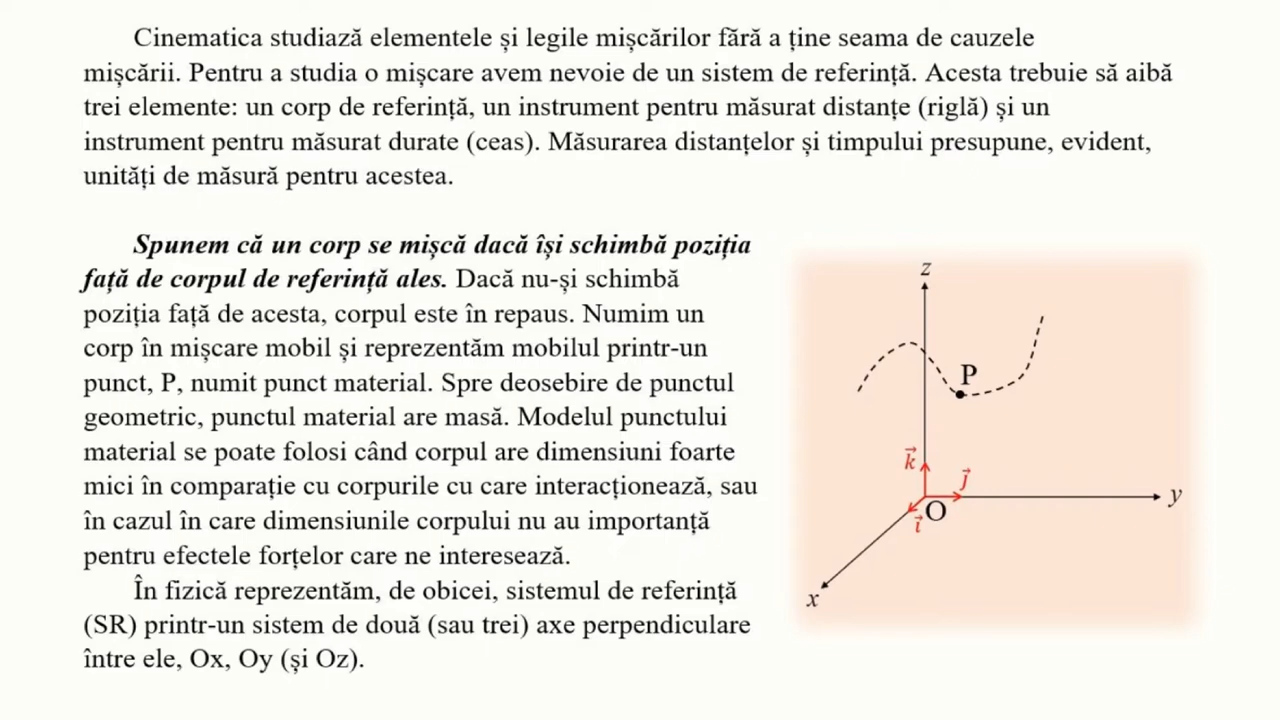 Cinematica studiază elementele și legile mișcărilor fără a ține seama de cauzele
mișcării. Pentru a studia o mișcare avem nevoie de un sistem de referință. Acesta trebuie să aibă
trei elemente: un corp de referință, un instrument pentru măsurat distanțe (riglă) și un
instrument pentru măsurat durate (ceas). Măsurarea distanțelor și timpului presupune, evident,
unități de măsură pentru acestea.
Spunem că un corp se mișcă dacă își schimbă poziția
față de corpul de referință ales. Dacă nu-și schimbă
poziția față de acesta, corpul este în repaus. Numim un
corp în mișcare mobil și reprezentăm mobilul printr-un
punct, P, numit punct material. Spre deosebire de punctul
geometric, punctul material are masă. Modelul punctului
material se poate folosi când corpul are dimensiuni foarte
mici în comparație cu corpurile cu care interacționează, sau
în cazul în care dimensiunile corpului nu au importanță
pentru efectele forțelor care ne interesează.
În fizică reprezentăm, de obicei, sistemul de referință
(SR) printr-un sistem de două (sau trei) axe perpendiculare
între ele, Ox, Oy (și Oz).
z
P
k⃗
j⃗
y
O
i⃗
x